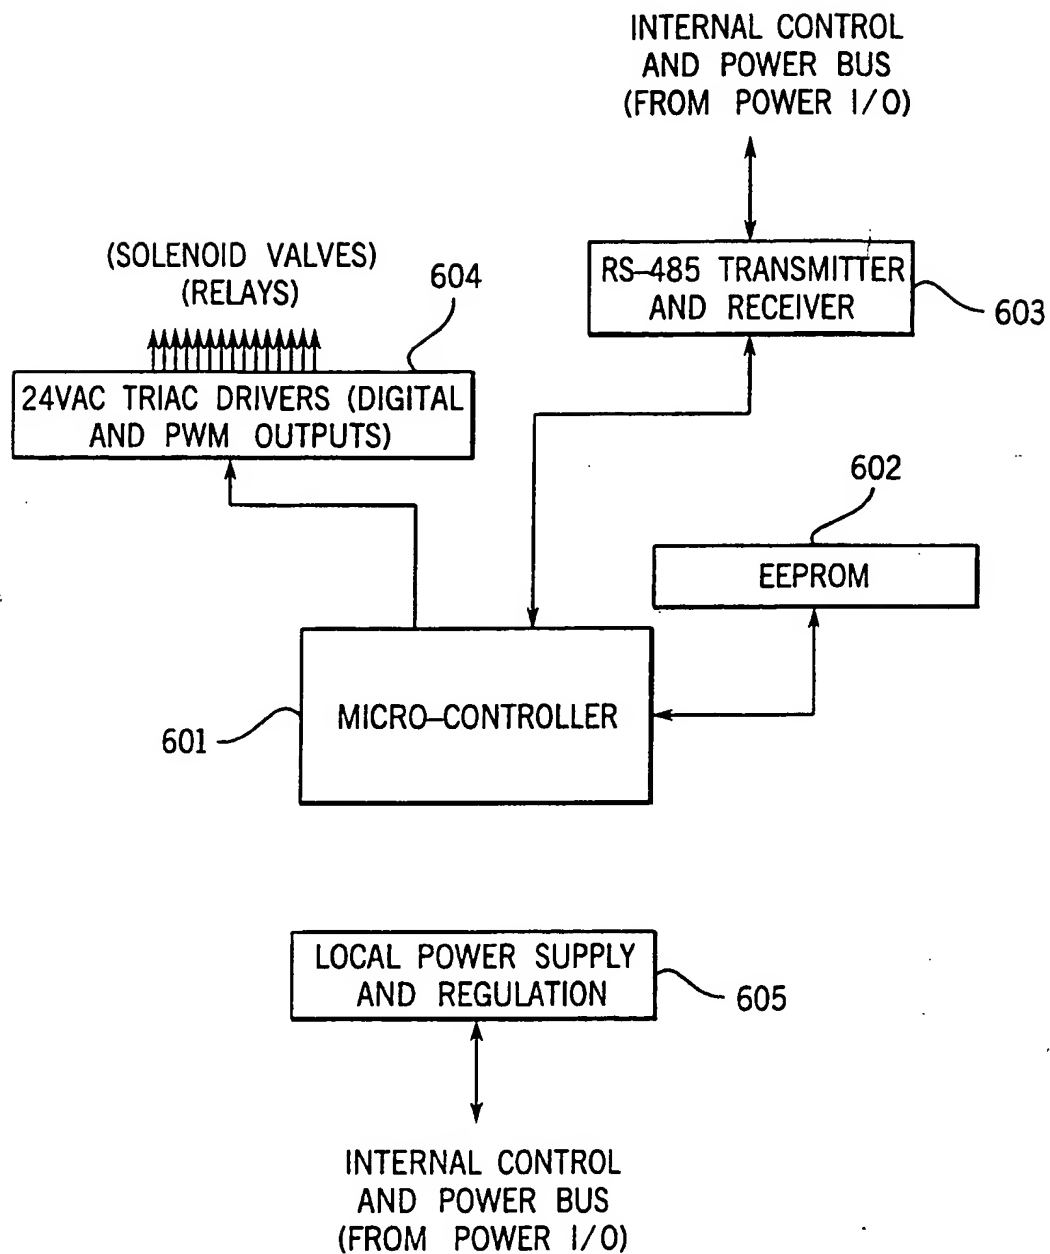 INTERNAL CONTROL
AND POWER BUS
(FROM POWER I/O)
(SOLENOID VALVES)
(RELAYS)
604
RS-485 TRANSMITTER
AND RECEIVER
603
24VAC TRIAC DRIVERS (DIGITAL
AND PWM OUTPUTS)
602
EEPROM
MICRO-CONTROLLER
601
LOCAL POWER SUPPLY
AND REGULATION
605
INTERNAL CONTROL
AND POWER BUS
(FROM POWER I/O)